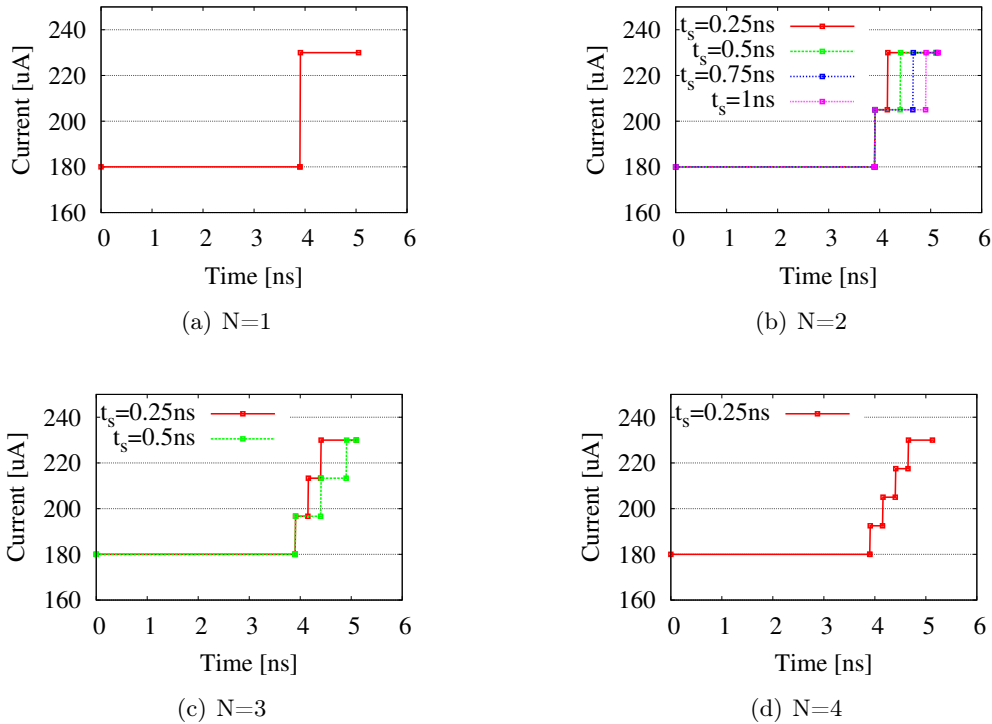 240
220
200
180
160
Current [uA]
0 1 2 3 4 5 6
Time [ns]
(a) N=1
t_s=0.25ns
t_s=0.5ns
t_s=0.75ns
t_s=1ns
240
220
200
180
160
Current [uA]
0 1 2 3 4 5 6
Time [ns]
(b) N=2
t_s=0.25ns
t_s=0.5ns
240
220
200
180
160
Current [uA]
0 1 2 3 4 5 6
Time [ns]
(c) N=3
t_s=0.25ns
240
220
200
180
160
Current [uA]
0 1 2 3 4 5 6
Time [ns]
(d) N=4